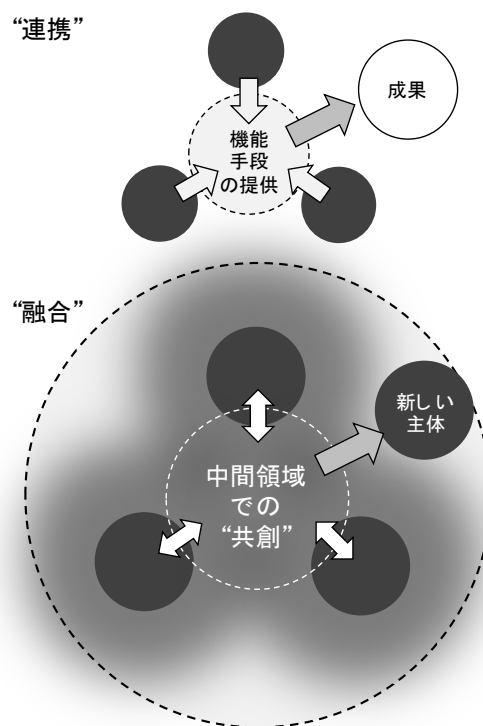 “連携”
成果
機能
手段
の提供
“融合”
新しい
主体
中間領域
での
“共創”